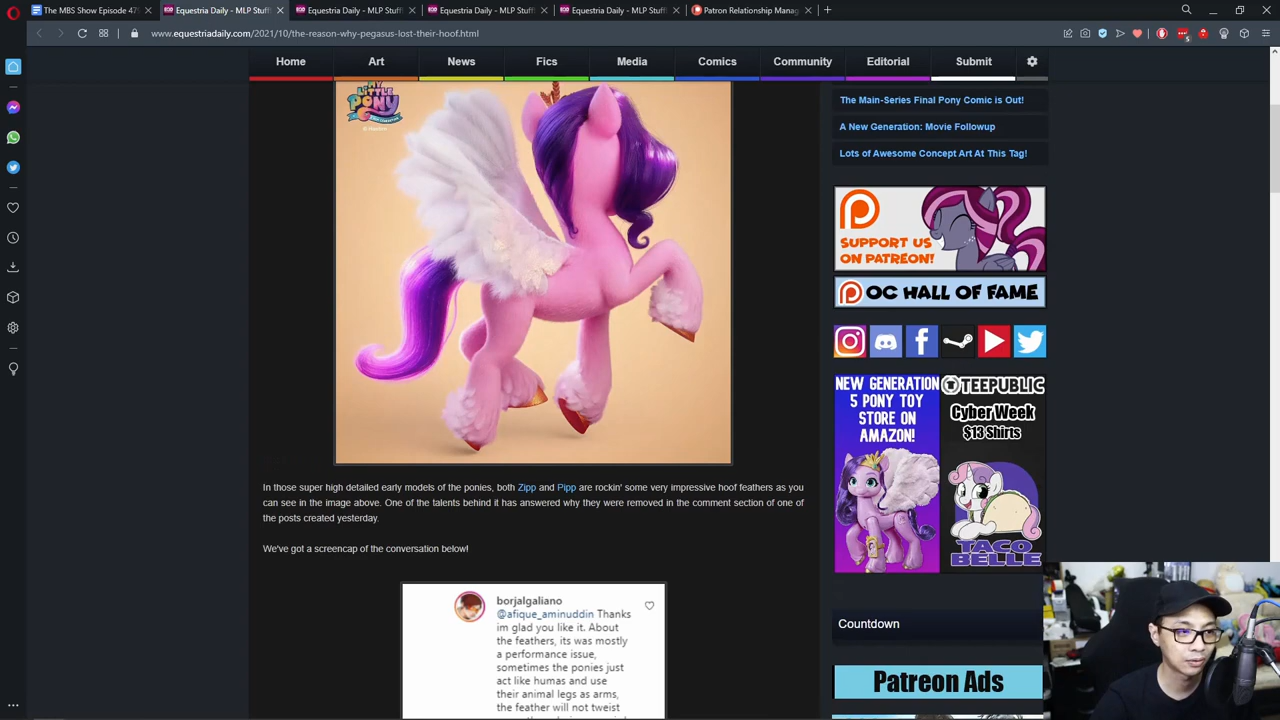 The MBS Show Episode 47
Equestria Daily - MLP Stuff!
Equestria Daily - MLP Stuff!
Equestria Daily - MLP Stuff!
Equestria Daily - MLP Stuff!
Patron Relationship Mana
www.equestriadaily.com/2021/10/the-reason-why-pegasus-lost-their-hoof.html
Home
Art
News
Fics
Media
Comics
Community
Editorial
Submit
MY LITTLE PONY
The Main-Series Final Pony Comic is Out!
A New Generation: Movie Followup
Lots of Awesome Concept Art At This Tag!
SUPPORT US
ON PATREON!
OC HALL OF FAME
NEW GENERATION
5 PONY TOY
STORE ON
AMAZON!
TEEPUBLIC
Cyber Week
$13 Shirts
TACO
BELLE
In those super high detailed early models of the ponies, both Zipp and Pipp are rockin' some very impressive hoof feathers as you
can see in the image above. One of the talents behind it has answered why they were removed in the comment section of one of
the posts created yesterday.
We've got a screencap of the conversation below!
borjalgaliano
@afique_aminuddin Thanks
im glad you like it. About
the feathers, its was mostly
a performance issue,
sometimes the ponies just
act like humas and use
their animal legs as arms,
the feather will not tweist
Countdown
Patreon Ads